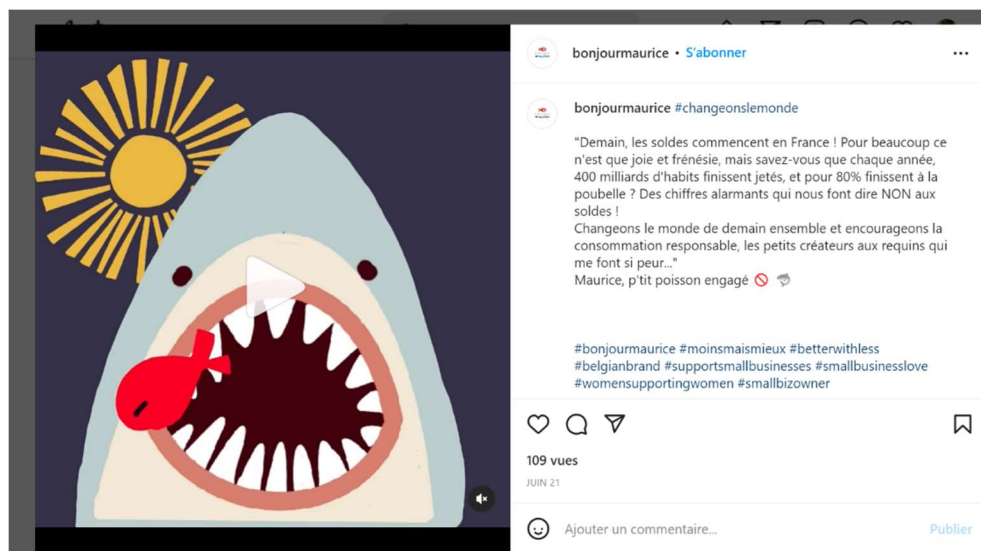 bonjourmaurice • S'abonner
bonjourmaurice #changeonslemonde
"Demain, les soldes commencent en France ! Pour beaucoup ce
n'est que joie et frénésie, mais savez-vous que chaque année,
400 milliards d'habits finissent jetés, et pour 80% finissent à la
poubelle ? Des chiffres alarmants qui nous font dire NON aux
soldes !
Changeons le monde de demain ensemble et encourageons la
consommation responsable, les petits créateurs aux requins qui
me font si peur..."
Maurice, p'tit poisson engagé
#bonjourmaurice #moinsmaismieux #betterwithless
#belgianbrand #supportsmallbusinesses #smallbusinesslove
#womensupportingwomen #smallbizowner
109 vues
JUIN 21
Ajouter un commentaire...
Publier